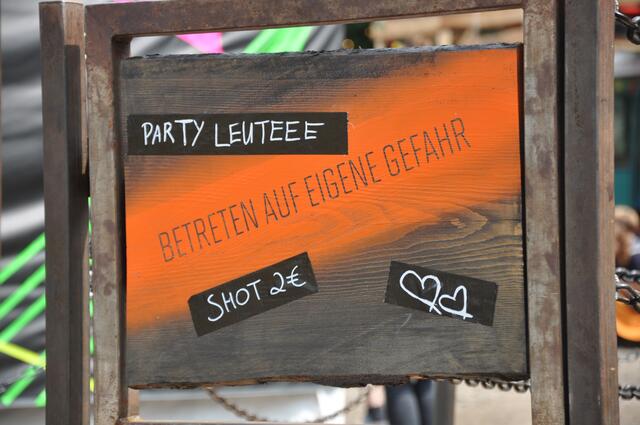 PARTY LEUTEEE
BETRETEN AUF EIGENE GEFAHR
SHOT 2€